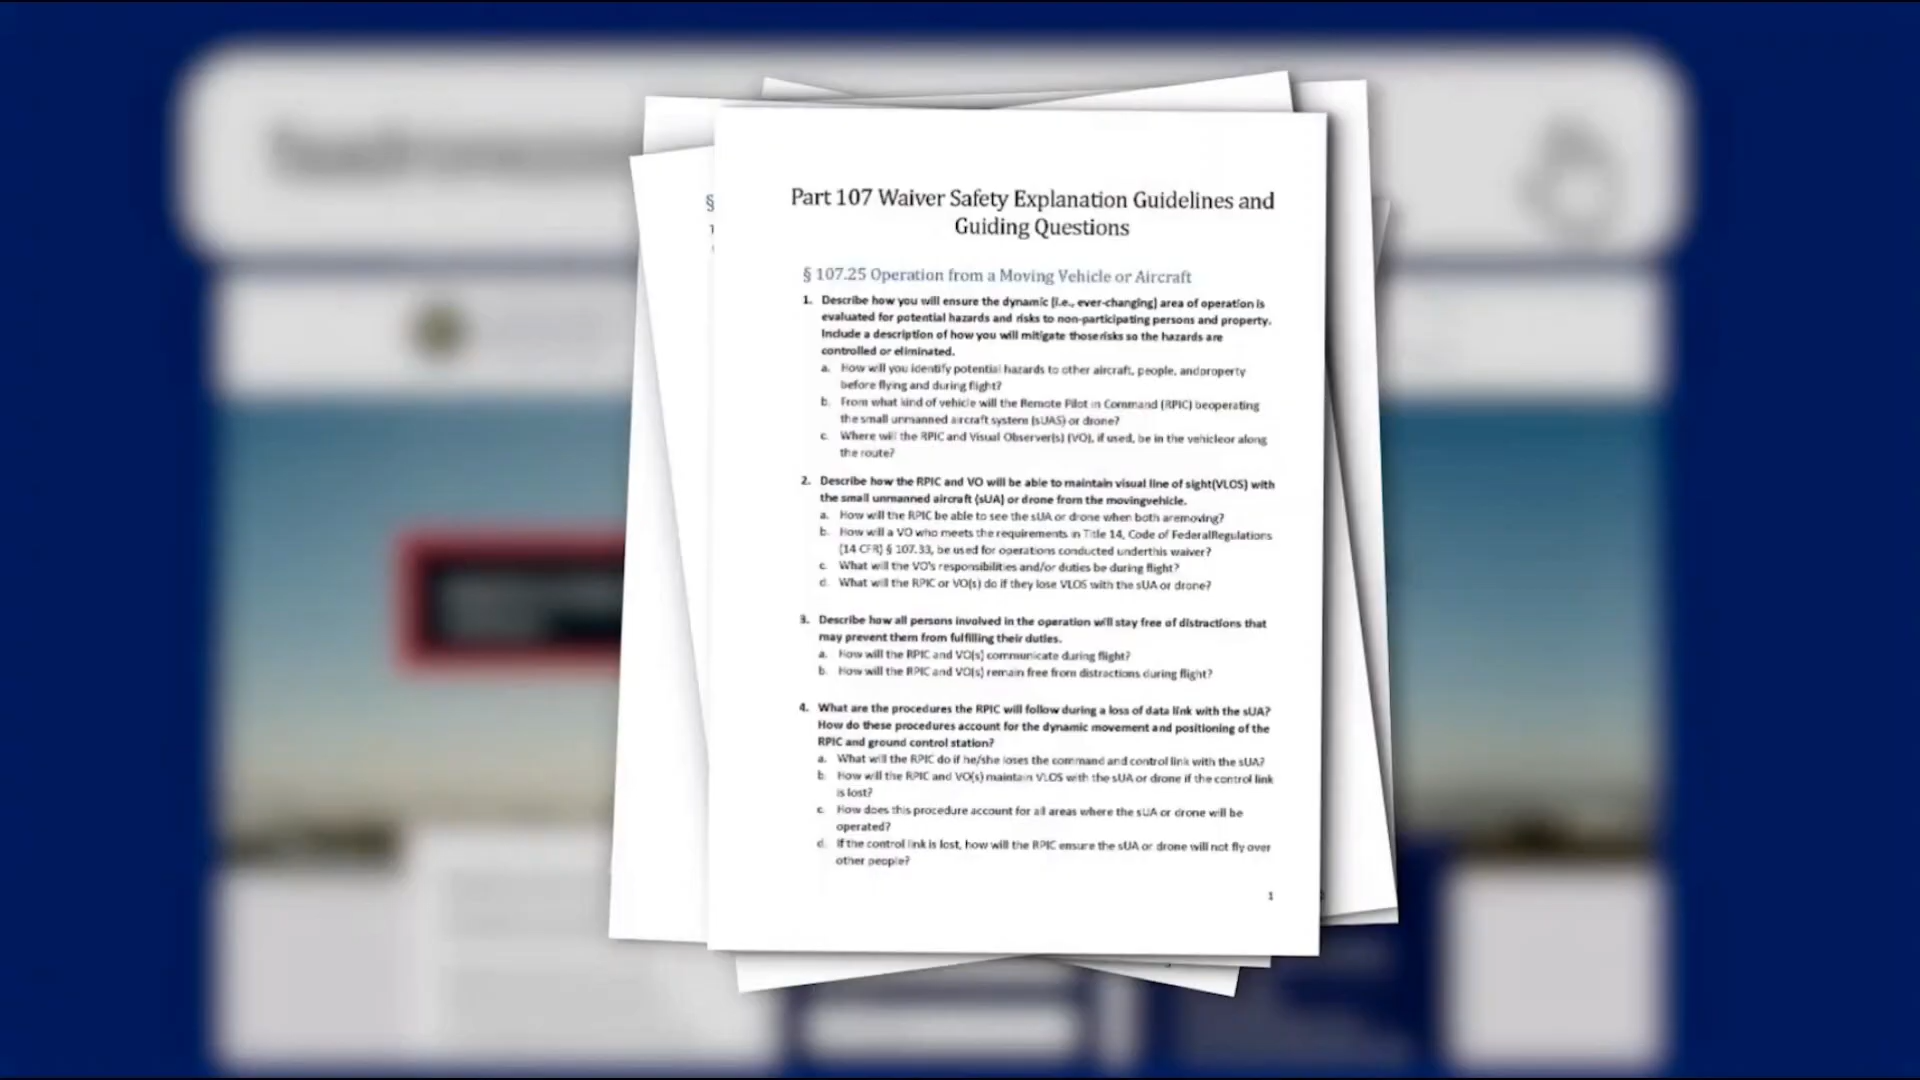 Part 107 Waiver Safety Explanation Guidelines and
Guiding Questions
§ 107.25 Operation from a Moving Vehicle or Aircraft
1. Describe how you will ensure the dynamic (i.e., ever-changing) area of operation is
evaluated for potential hazards and risks to non-participating persons and property.
Include a description of how you will mitigate thoserisks so the hazards are
controlled or eliminated.
a. How will you identify potential hazards to other aircraft, people, andproperty
before flying and during flight?
b. From what kind of vehicle will the Remote Pilot in Command (RPIC) beoperating
the small unmanned aircraft system (sUAS) or drone?
c. Where will the RPIC and Visual Observer(s) (VO), if used, be in the vehicleor along
the route?
2. Describe how the RPIC and VO will be able to maintain visual line of sight(VLOS) with
the small unmanned aircraft (sUA) or drone from the movingvehicle.
a. How will the RPIC be able to see the sUA or drone when both aremoving?
b. How will a VO who meets the requirements in Title 14, Code of FederalRegulations
(14 CFR) § 107.33, be used for operations conducted underthis waiver?
c. What will the VO's responsibilities and/or duties be during flight?
d. What will the RPIC or VO(s) do if they lose VLOS with the sUA or drone?
3. Describe how all persons involved in the operation will stay free of distractions that
may prevent them from fulfilling their duties.
a. How will the RPIC and VO(s) communicate during flight?
b. How will the RPIC and VO(s) remain free from distractions during flight?
4. What are the procedures the RPIC will follow during a loss of data link with the sUA?
How do these procedures account for the dynamic movement and positioning of the
RPIC and ground control station?
a. What will the RPIC do if he/she loses the command and control link with the sUA?
b. How will the RPIC and VO(s) maintain VLOS with the sUA or drone if the control link
is lost?
c. How does this procedure account for all areas where the sUA or drone will be
operated?
d. If the control link is lost, how will the RPIC ensure the sUA or drone will not fly over
other people?
1
§